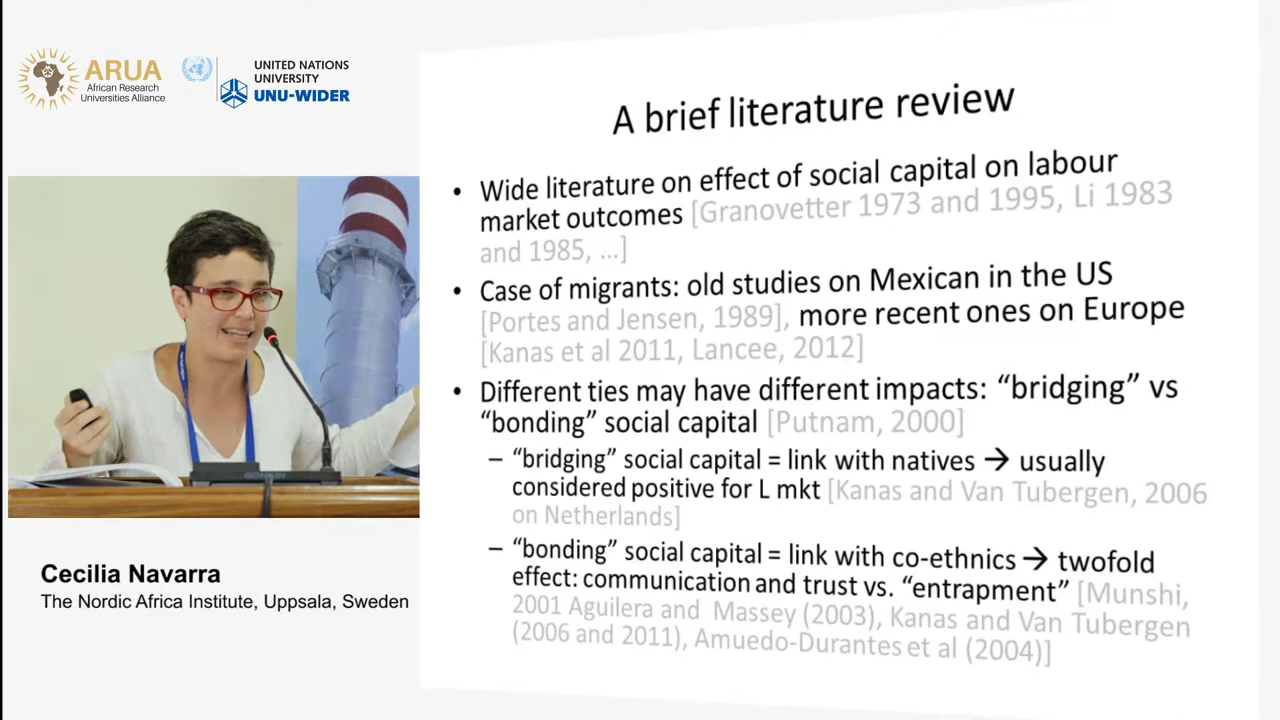 ARUA
African Research
Universities Alliance
UNITED NATIONS
UNIVERSITY
UNU-WIDER
A brief literature review
• Wide literature on effect of social capital on labour
market outcomes [Granovetter 1973 and 1995, Li 1983
and 1985, ...]
• Case of migrants: old studies on Mexican in the US
[Portes and Jensen, 1989], more recent ones on Europe
[Kanas et al 2011, Lancee, 2012]
• Different ties may have different impacts: “bridging” vs
“bonding” social capital [Putnam, 2000]
– “bridging” social capital = link with natives → usually
considered positive for L mkt [Kanas and Van Tubergen, 2006
on Netherlands]
– “bonding” social capital = link with co-ethnics → twofold
effect: communication and trust vs. “entrapment” [Munshi,
2001 Aguilera and Massey (2003), Kanas and Van Tubergen
(2006 and 2011), Amuedo-Durantes et al (2004)]
Cecilia Navarra
The Nordic Africa Institute, Uppsala, Sweden